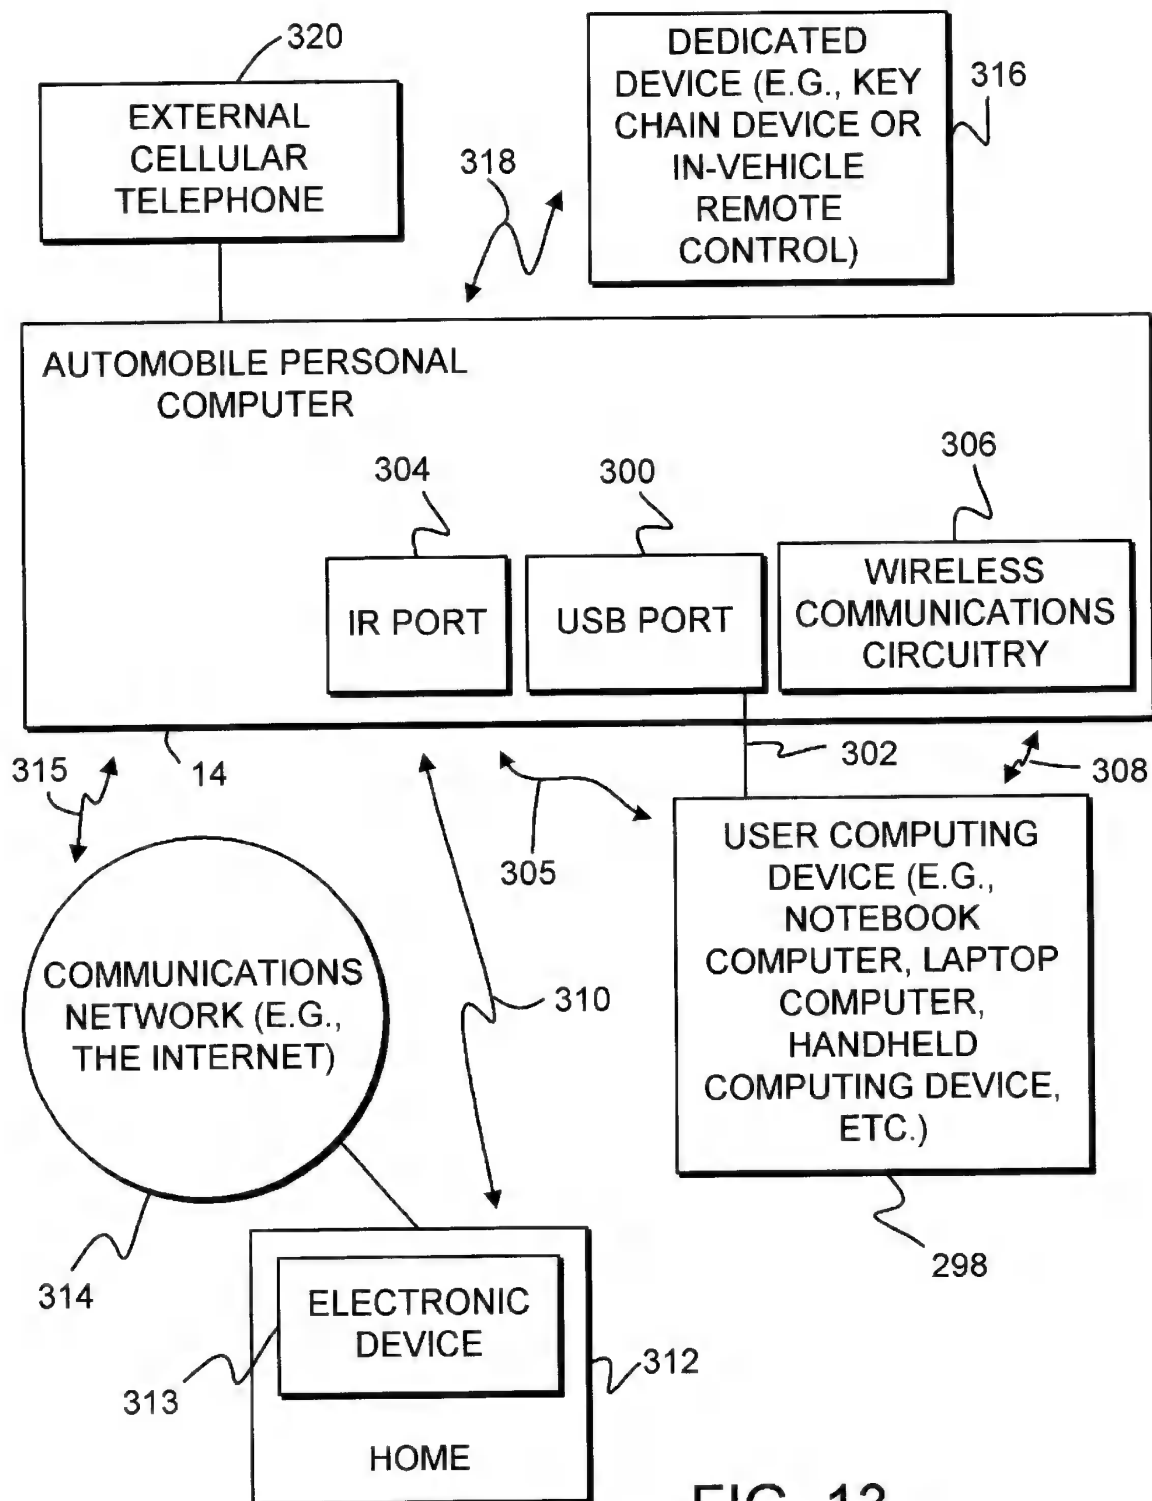 320
EXTERNAL
CELLULAR
TELEPHONE
318
DEDICATED
DEVICE (E.G., KEY
CHAIN DEVICE OR
IN-VEHICLE
REMOTE
CONTROL)
316
AUTOMOBILE PERSONAL
COMPUTER
304
300
306
IR PORT
USB PORT
WIRELESS
COMMUNICATIONS
CIRCUITRY
315
14
302
308
305
USER COMPUTING
DEVICE (E.G.,
NOTEBOOK
COMPUTER, LAPTOP
COMPUTER,
HANDHELD
COMPUTING DEVICE,
ETC.)
COMMUNICATIONS
NETWORK (E.G.,
THE INTERNET)
310
298
314
ELECTRONIC
DEVICE
313
312
HOME